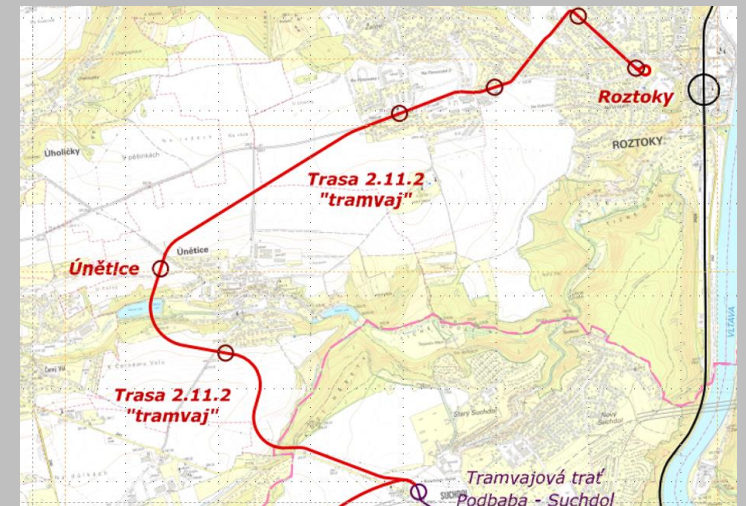 Roztoky
ROZTOKY
Úholičky
Trasa 2.11.2
"tramvaj"
Únětice
Únětice
VLTAVA
Trasa 2.11.2
"tramvaj"
Starý Suchdol
Nový
Suchdol
Tramvajová trať
Podbaba - Suchdol